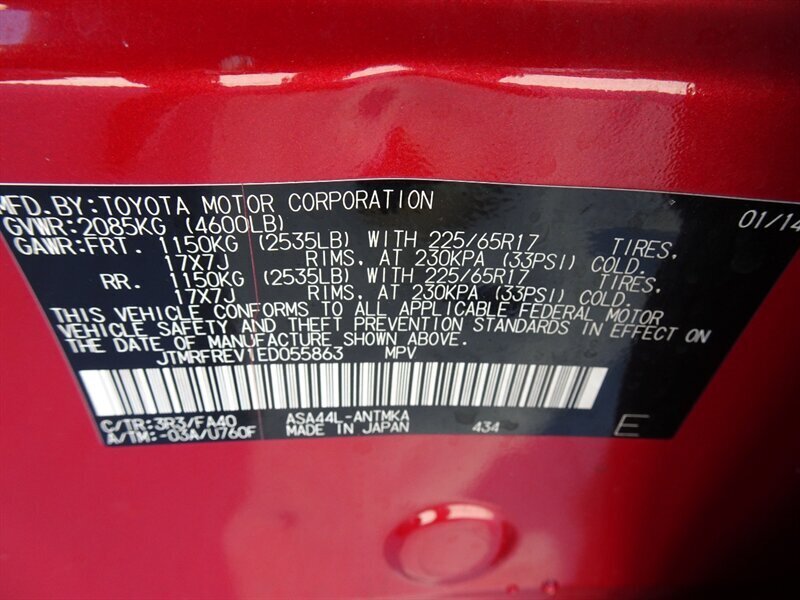 MFD.BY:TOYOTA MOTOR CORPORATION 01/14
GVWR:2085KG (4600LB)
GAWR:FRT. 1150KG (2535LB) WITH 225/65R17 TIRES,
17X7J RIMS, AT 230KPA (33PSI) COLD.
RR. 1150KG (2535LB) WITH 225/65R17 TIRES,
17X7J RIMS, AT 230KPA (33PSI) COLD.
THIS VEHICLE CONFORMS TO ALL APPLICABLE FEDERAL MOTOR
VEHICLE SAFETY AND THEFT PREVENTION STANDARDS IN EFFECT ON
THE DATE OF MANUFACTURE SHOWN ABOVE.
JTMRFREV1ED055863 MPV
C/TR:3R3/FA40 ASA44L-ANTMKA
A/TM:-03A/U760F MADE IN JAPAN 434 E